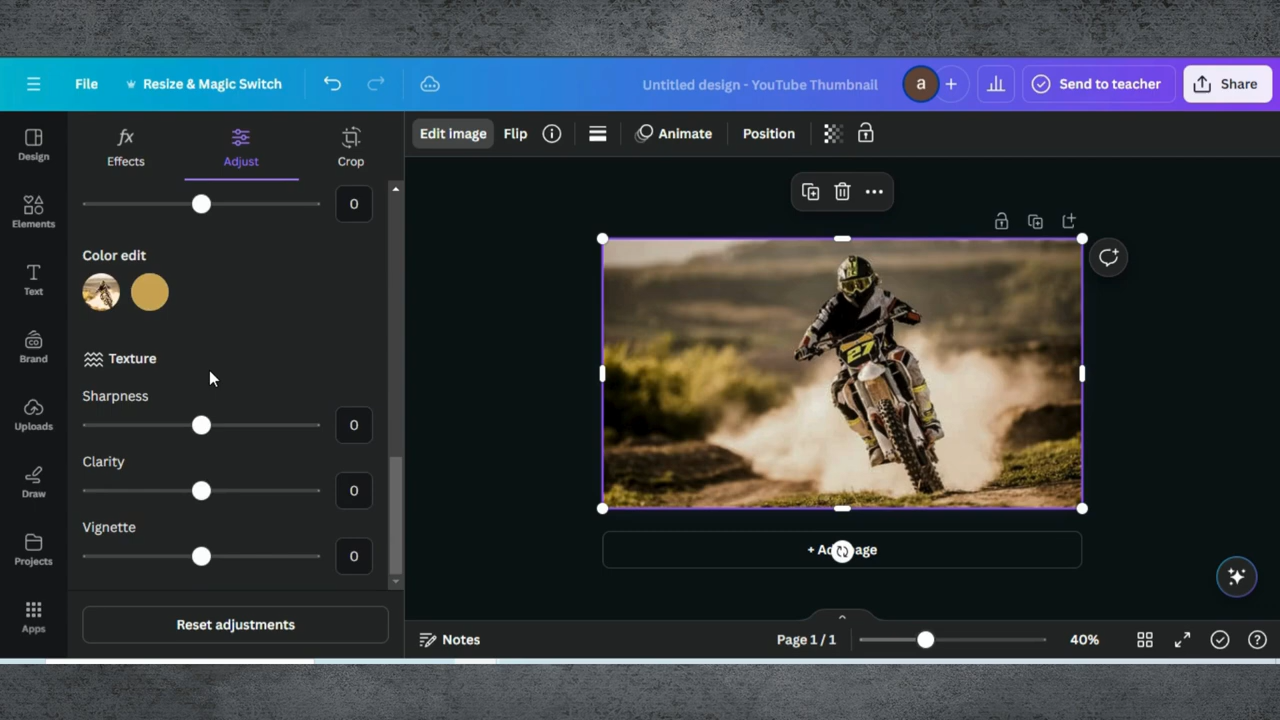 File
Resize & Magic Switch
Untitled design - YouTube Thumbnail
a
Send to teacher
Share
Design
Elements
Text
Brand
Uploads
Draw
Projects
Apps
fx
Effects
Adjust
Crop
0
Color edit
Texture
Sharpness
0
Clarity
0
Vignette
0
Reset adjustments
Edit image
Flip
Animate
Position
27
Notes
Page 1 / 1
40%